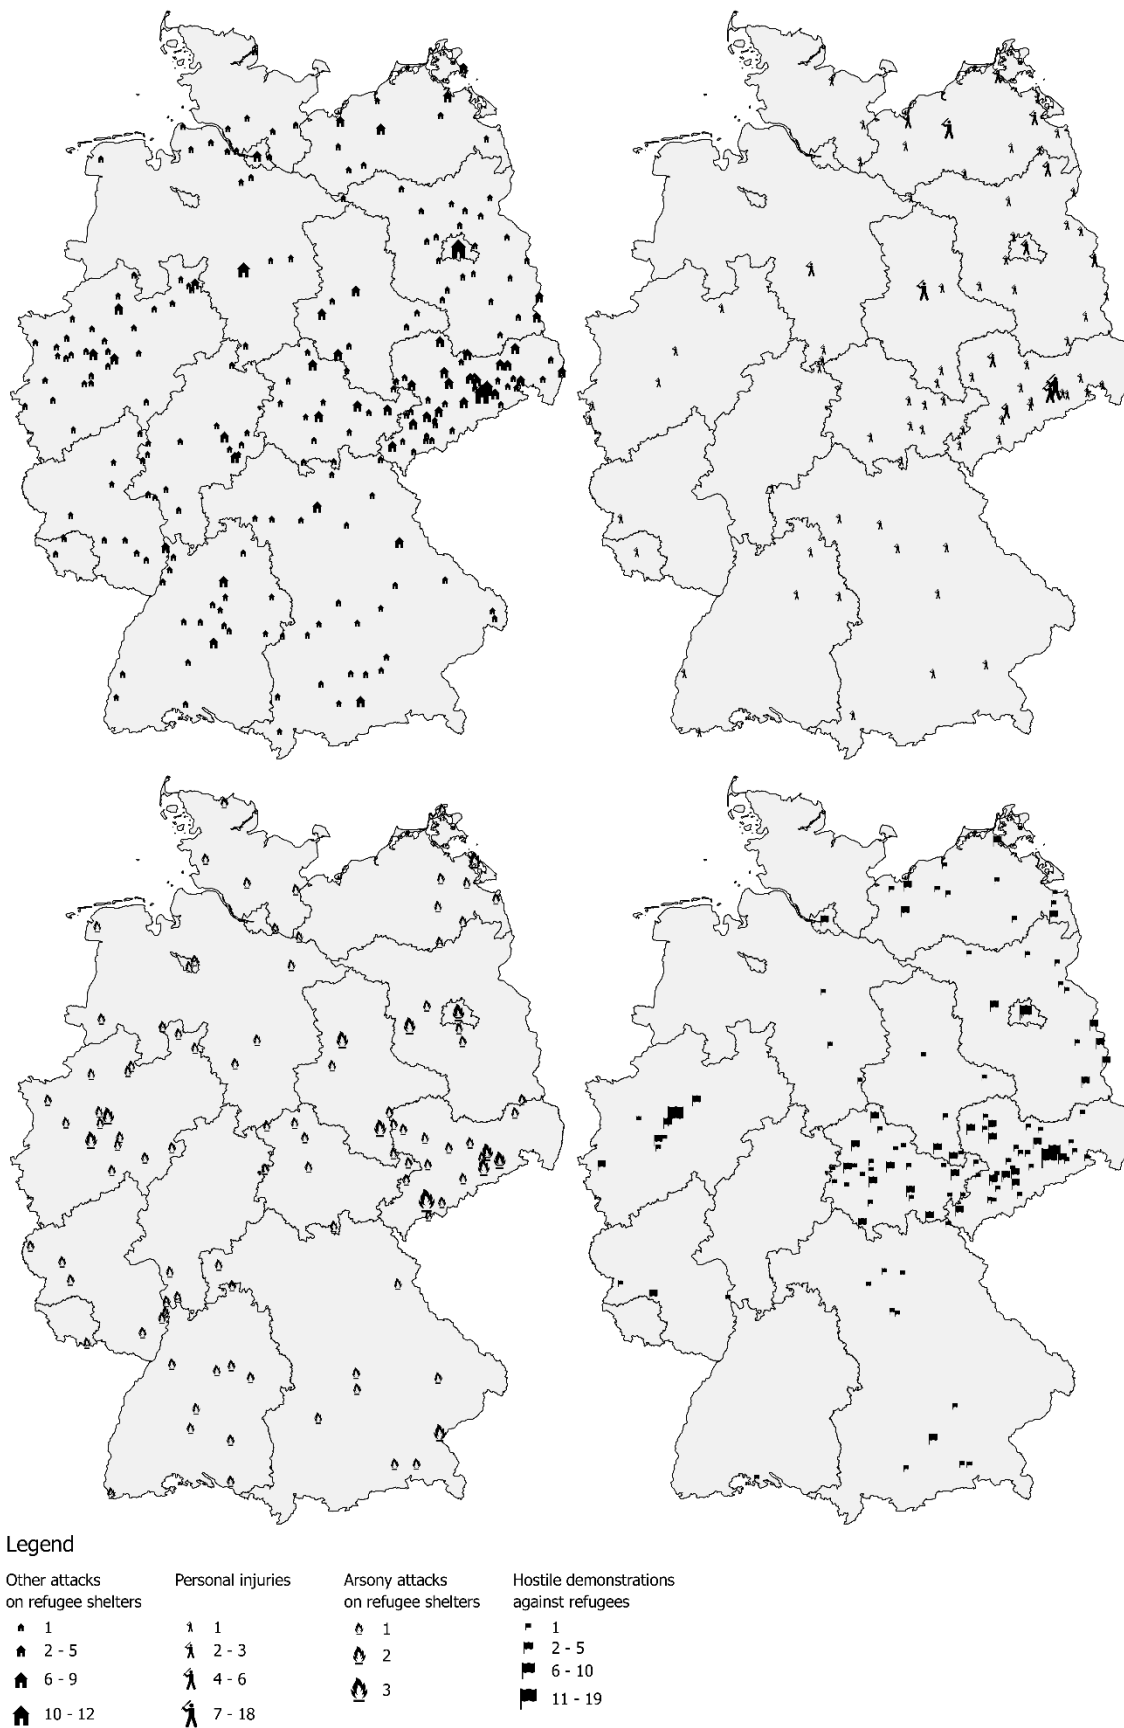 Legend
Other attacks
on refugee shelters
1
2 - 5
6 - 9
10 - 12
Personal injuries
1
2 - 3
4 - 6
7 - 18
Arsony attacks
on refugee shelters
1
2
3
Hostile demonstrations
against refugees
1
2 - 5
6 - 10
11 - 19